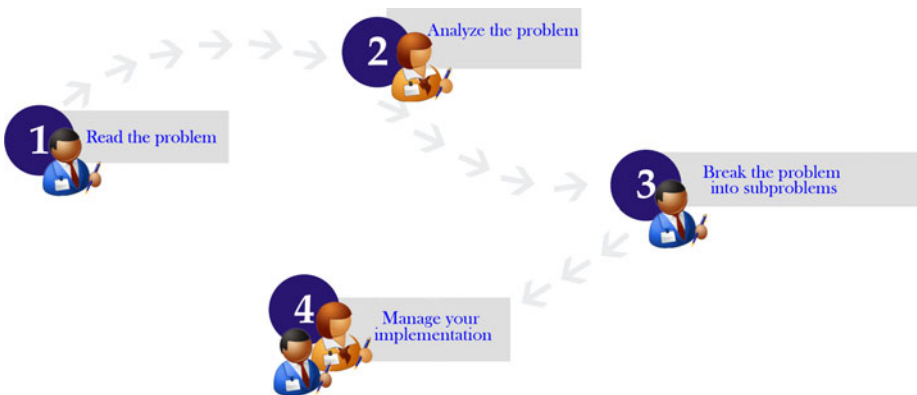 1
Read the problem
2
Analyze the problem
3
Break the problem
into subproblems
4
Manage your
implementation